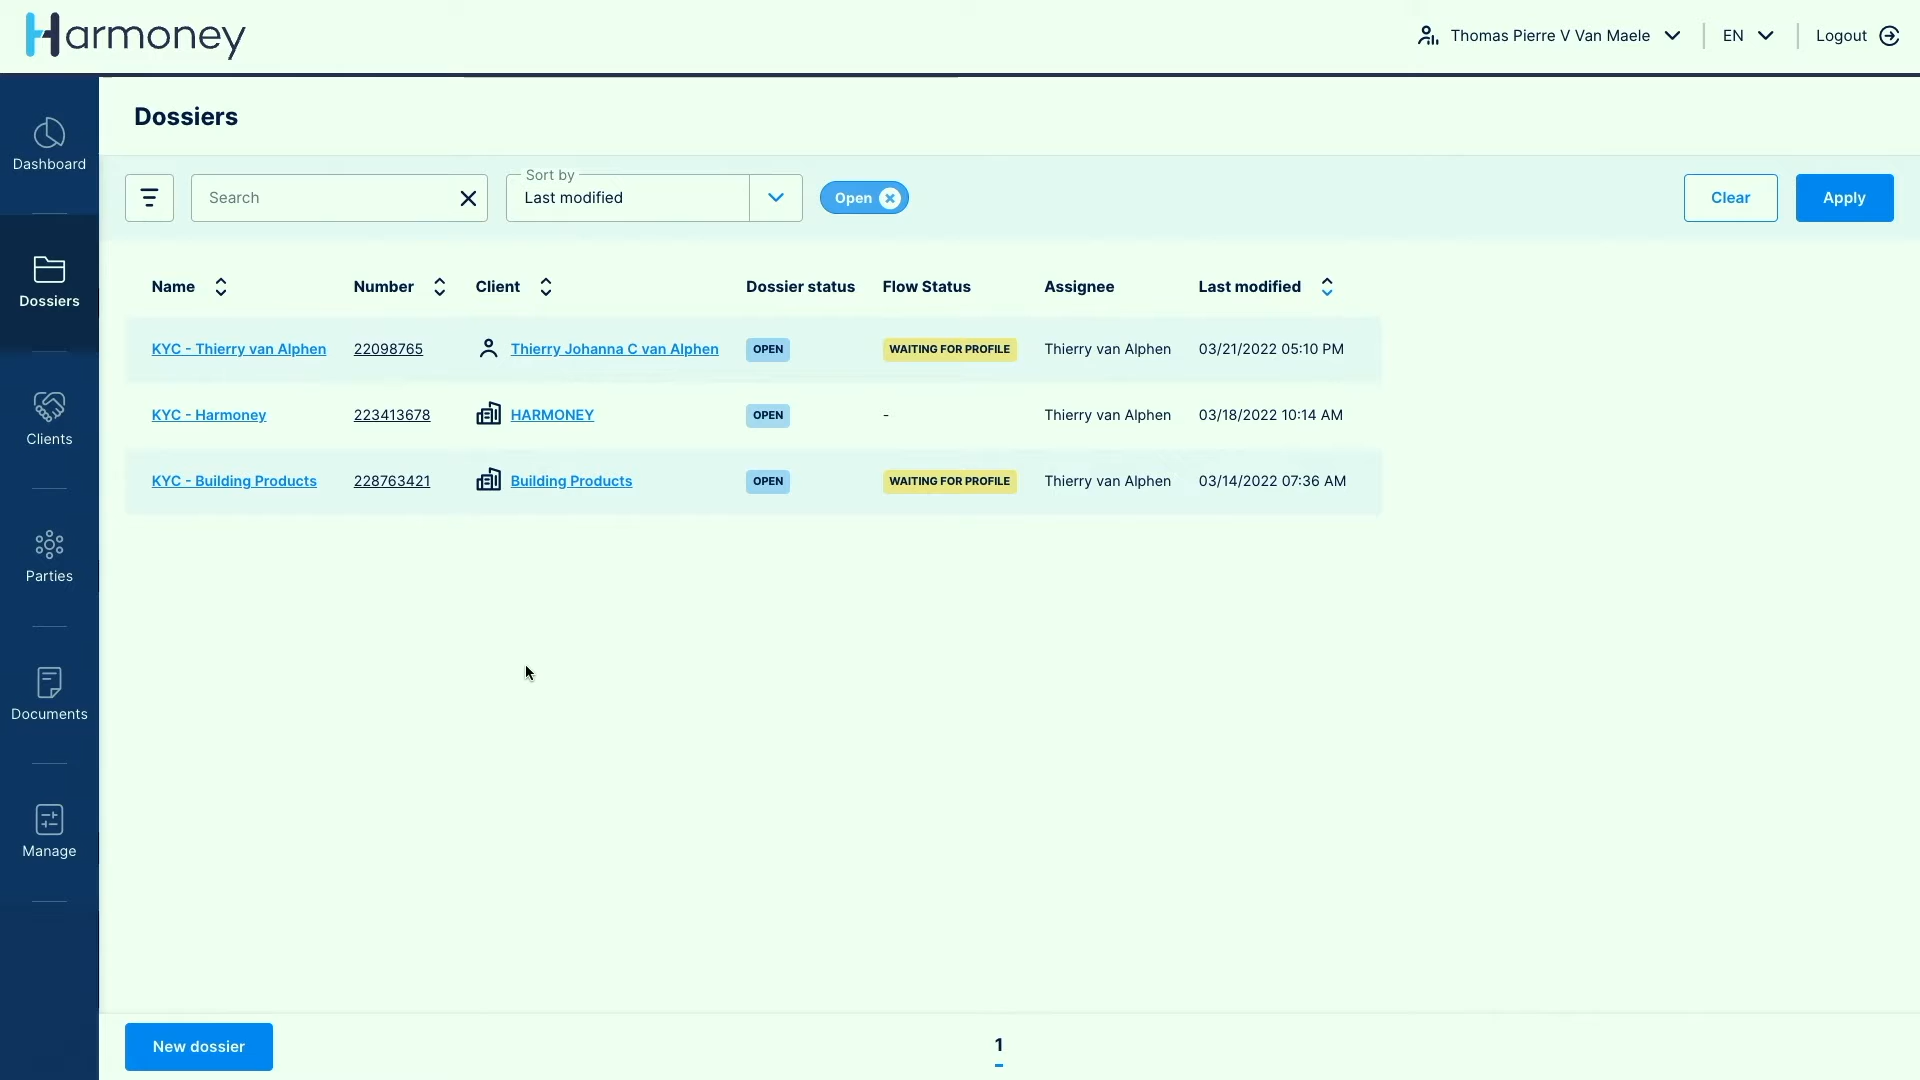 Harmoney
Thomas Pierre V Van Maele
EN
Logout
Dashboard
Dossiers
Clients
Parties
Documents
Manage
Dossiers
Search
Sort by
Last modified
Open
Clear
Apply
Name Number Client Dossier status Flow Status Assignee Last modified
KYC - Thierry van Alphen 22098765 Thierry Johanna C van Alphen OPEN WAITING FOR PROFILE Thierry van Alphen 03/21/2022 05:10 PM
KYC - Harmoney 223413678 HARMONEY OPEN - Thierry van Alphen 03/18/2022 10:14 AM
KYC - Building Products 228763421 Building Products OPEN WAITING FOR PROFILE Thierry van Alphen 03/14/2022 07:36 AM
New dossier
1